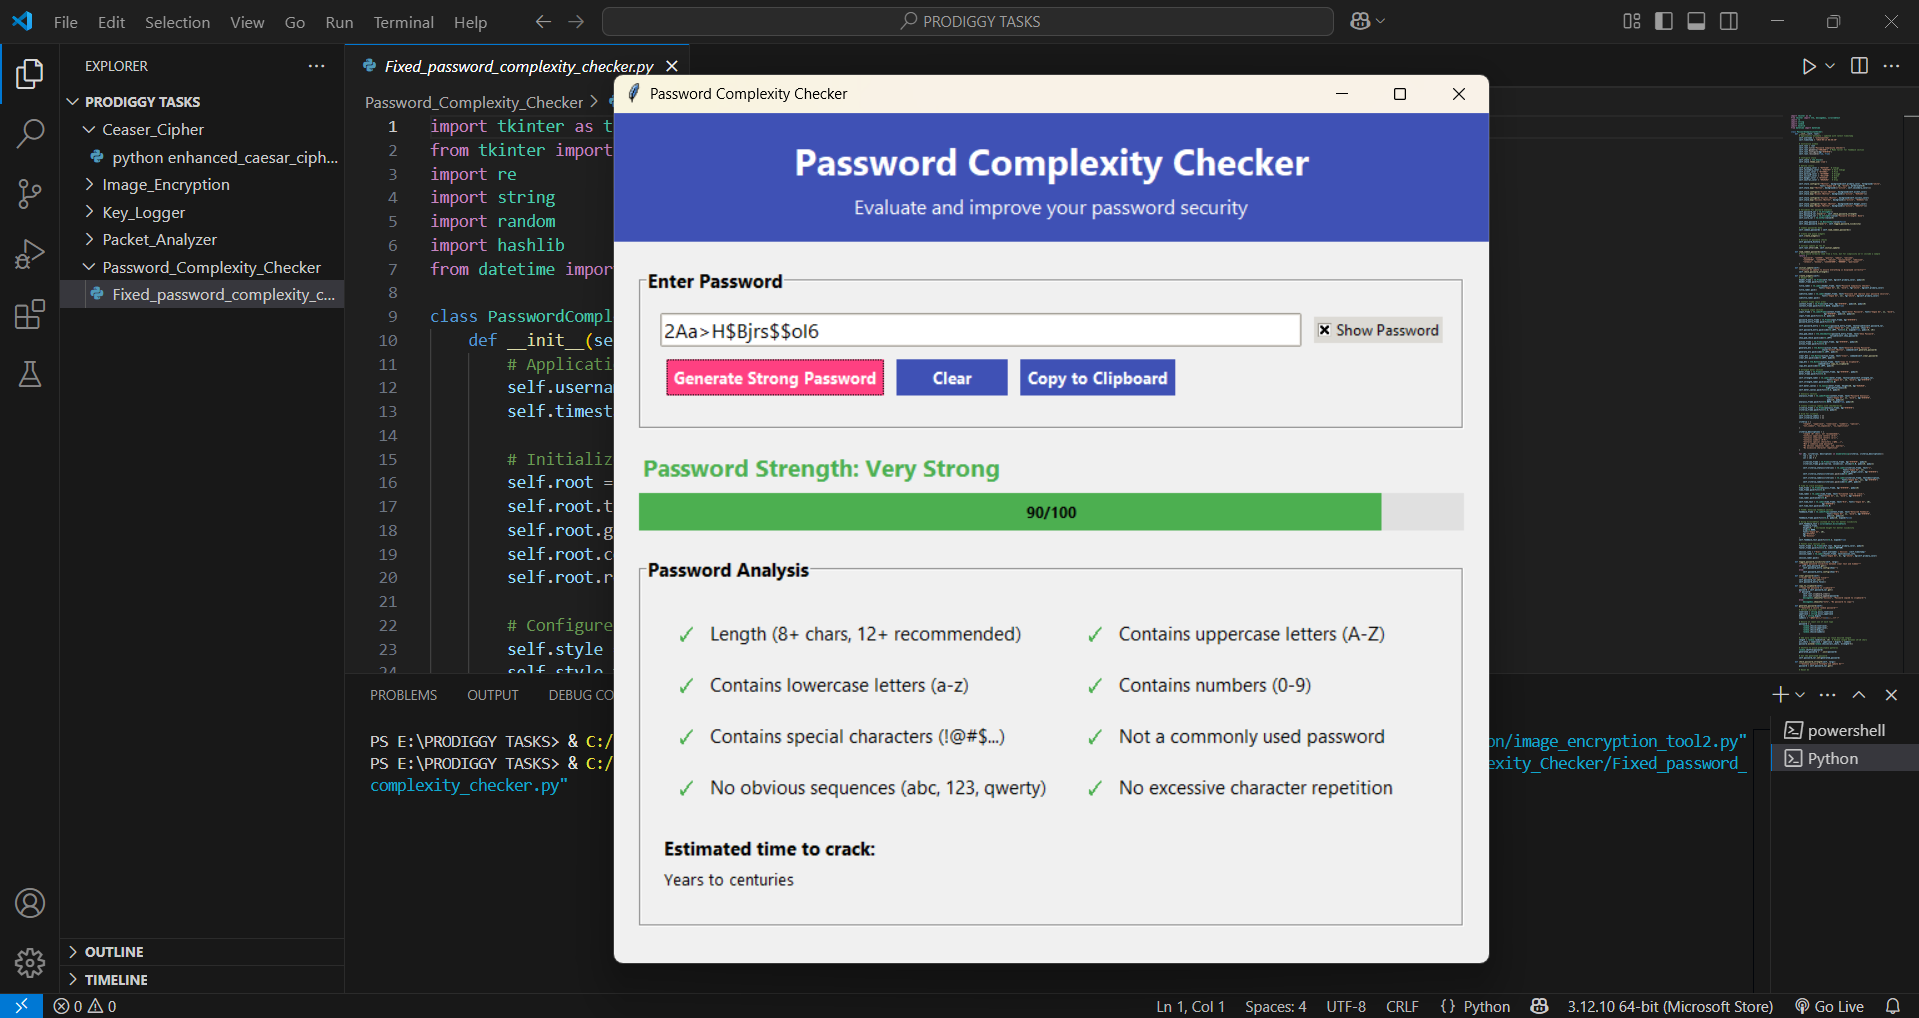 File Edit Selection View Go Run Terminal Help
PRODIGGY TASKS
EXPLORER
PRODIGGY TASKS
Ceaser_Cipher
python enhanced_caesar_ciph...
Image_Encryption
Key_Logger
Packet_Analyzer
Password_Complexity_Checker
Fixed_password_complexity_c...
OUTLINE
TIMELINE
Fixed_password_complexity_checker.py
Password_Complexity_Checker
1 import tkinter as t
2 from tkinter import
3 import re
4 import string
5 import random
6 import hashlib
7 from datetime impor
8
9 class PasswordCompl
10 def __init__(se
11 # Applicati
12 self.userna
13 self.timest
14
15 # Initializ
16 self.root =
17 self.root.t
18 self.root.g
19 self.root.c
20 self.root.r
21
22 # Configure
23 self.style
24 self.style
Password Complexity Checker
Password Complexity Checker
Evaluate and improve your password security
Enter Password
2Aa>H$Bjrs$$oI6
Show Password
Generate Strong Password Clear Copy to Clipboard
Password Strength: Very Strong
90/100
Password Analysis
✓ Length (8+ chars, 12+ recommended) ✓ Contains uppercase letters (A-Z)
✓ Contains lowercase letters (a-z) ✓ Contains numbers (0-9)
✓ Contains special characters (!@#$...) ✓ Not a commonly used password
✓ No obvious sequences (abc, 123, qwerty) ✓ No excessive character repetition
Estimated time to crack:
Years to centuries
PROBLEMS OUTPUT DEBUG CO
PS E:\PRODIGGY TASKS> & C:/ on/image_encryption_tool2.py"
PS E:\PRODIGGY TASKS> & C:/ exity_Checker/Fixed_password_
complexity_checker.py"
powershell
Python
0 0
Ln 1, Col 1 Spaces: 4 UTF-8 CRLF {} Python 3.12.10 64-bit (Microsoft Store) Go Live